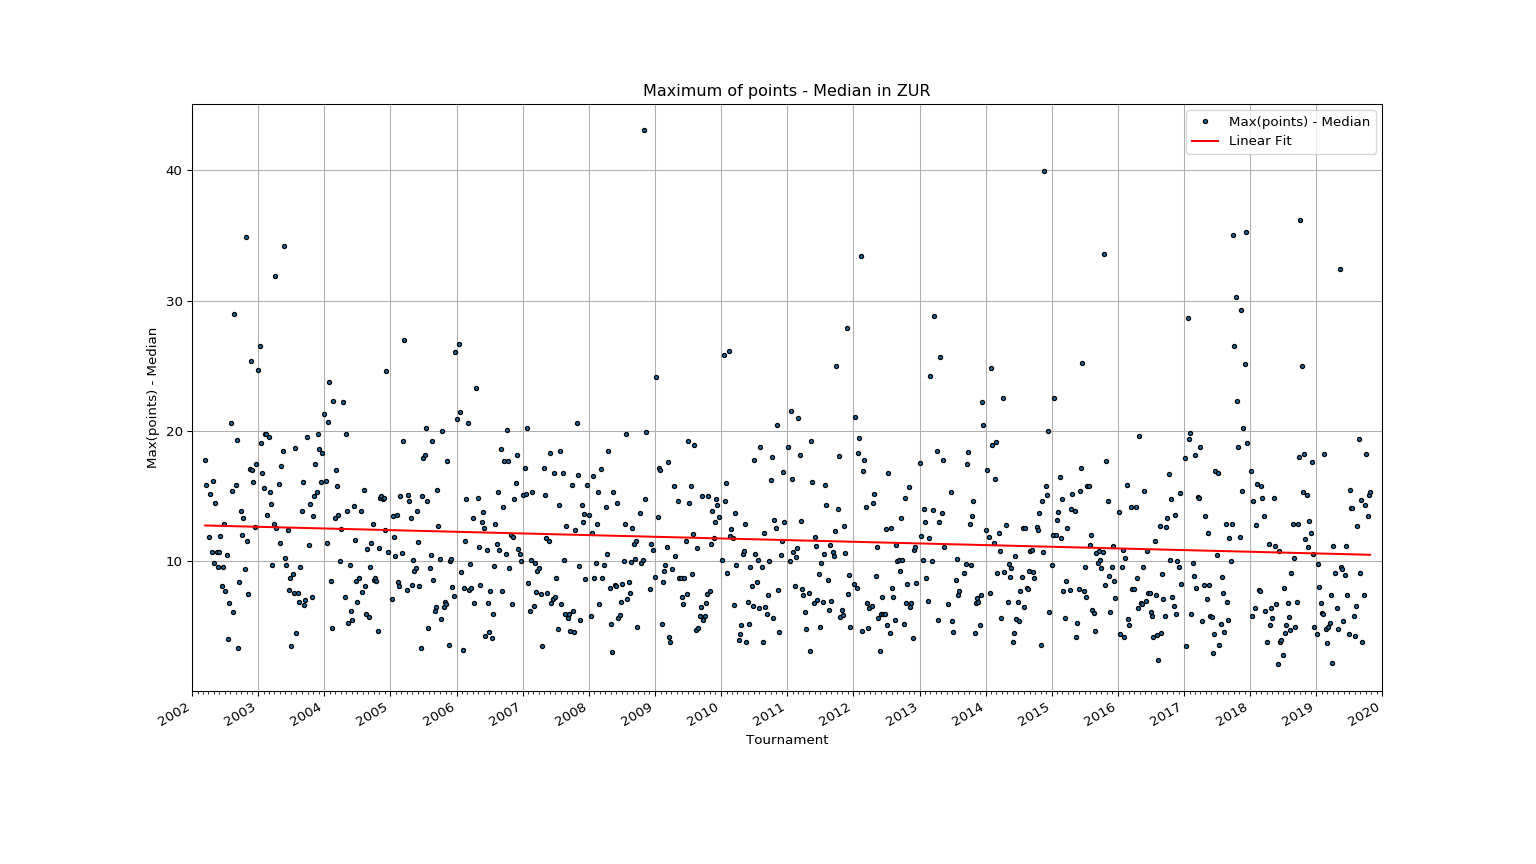 Maximum of points - Median in ZUR
Max(points) - Median
Linear Fit
Max(points) - Median
40
30
20
10
2002 2003 2004 2005 2006 2007 2008 2009 2010 2011 2012 2013 2014 2015 2016 2017 2018 2019 2020
Tournament